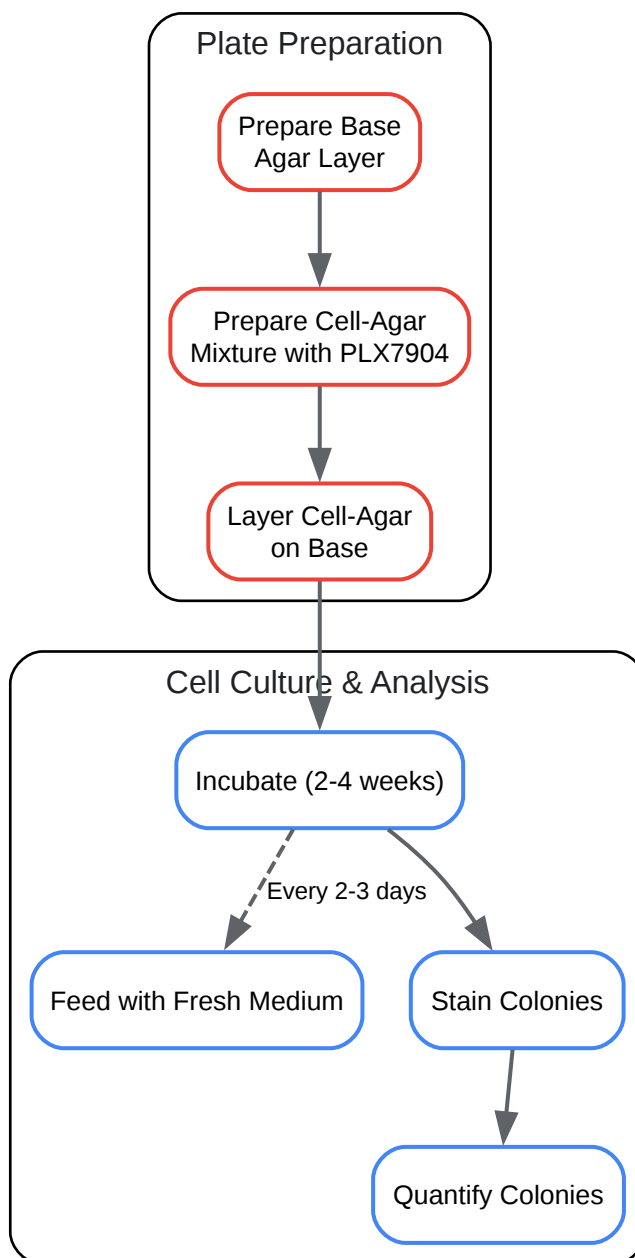 Plate Preparation
Prepare Base
Agar Layer
Prepare Cell-Agar
Mixture with PLX7904
Layer Cell-Agar
on Base
Cell Culture & Analysis
Incubate (2-4 weeks)
Every 2-3 days
Feed with Fresh Medium
Stain Colonies
Quantify Colonies